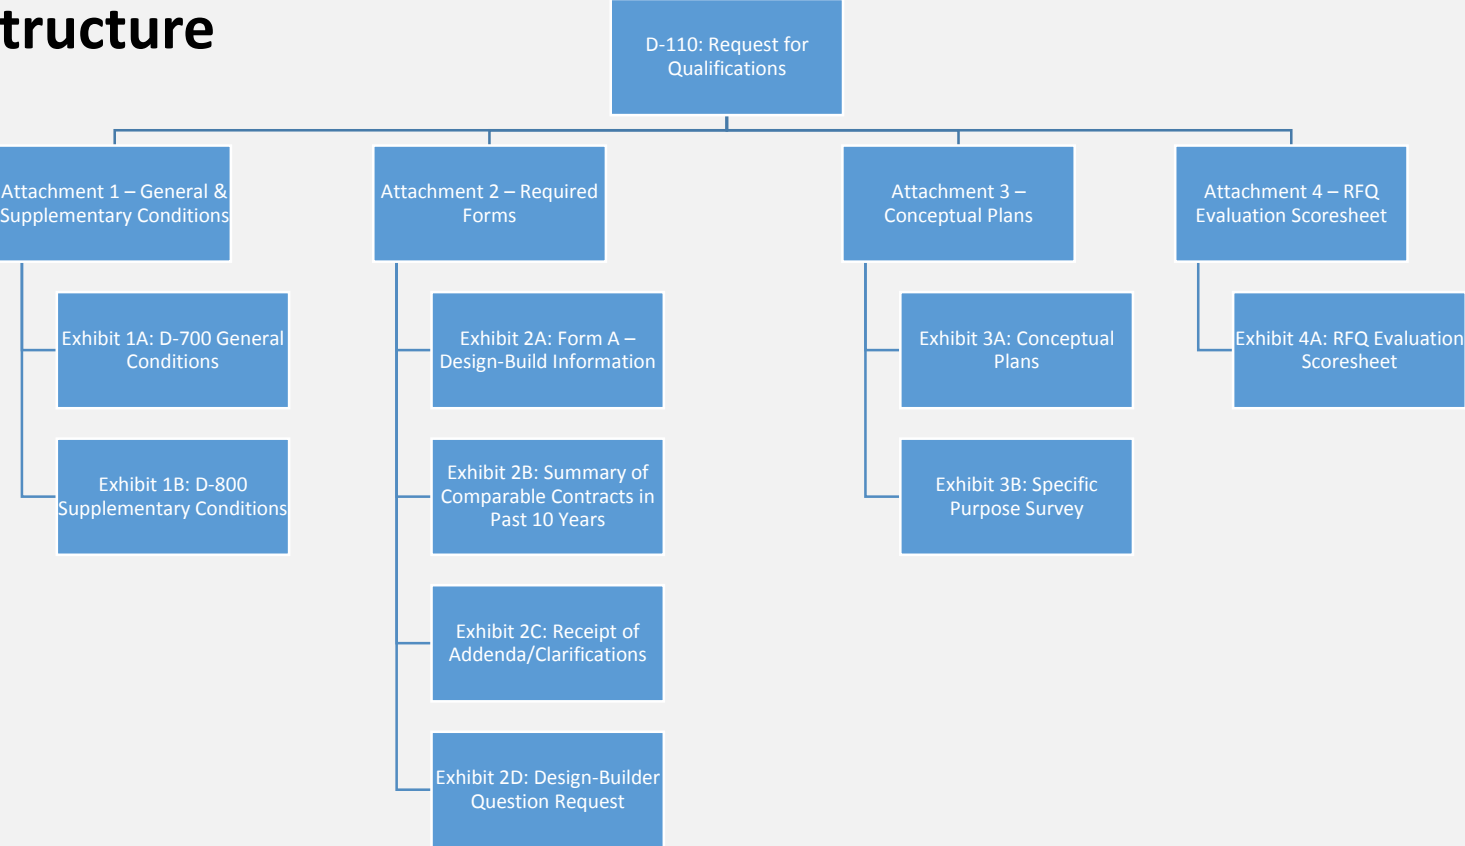 tructure
D-110: Request for
Qualifications
Attachment 1 – General &
Supplementary Conditions
Attachment 2 – Required
Forms
Attachment 3 –
Conceptual Plans
Attachment 4 – RFQ
Evaluation Scoresheet
Exhibit 1A: D-700 General
Conditions
Exhibit 2A: Form A –
Design-Build Information
Exhibit 3A: Conceptual
Plans
Exhibit 4A: RFQ Evaluation
Scoresheet
Exhibit 1B: D-800
Supplementary Conditions
Exhibit 2B: Summary of
Comparable Contracts in
Past 10 Years
Exhibit 3B: Specific
Purpose Survey
Exhibit 2C: Receipt of
Addenda/Clarifications
Exhibit 2D: Design-Builder
Question Request